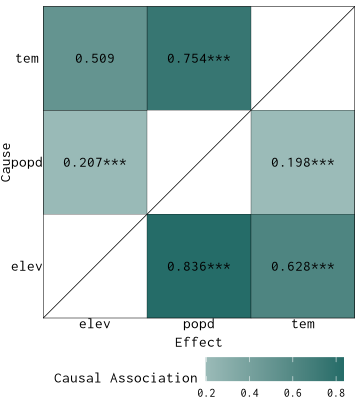 tem
0.509
0.754***
Cause
popd
0.207***
0.198***
elev
0.836***
0.628***
elev popd tem
Effect
Causal Association
0.2 0.4 0.6 0.8